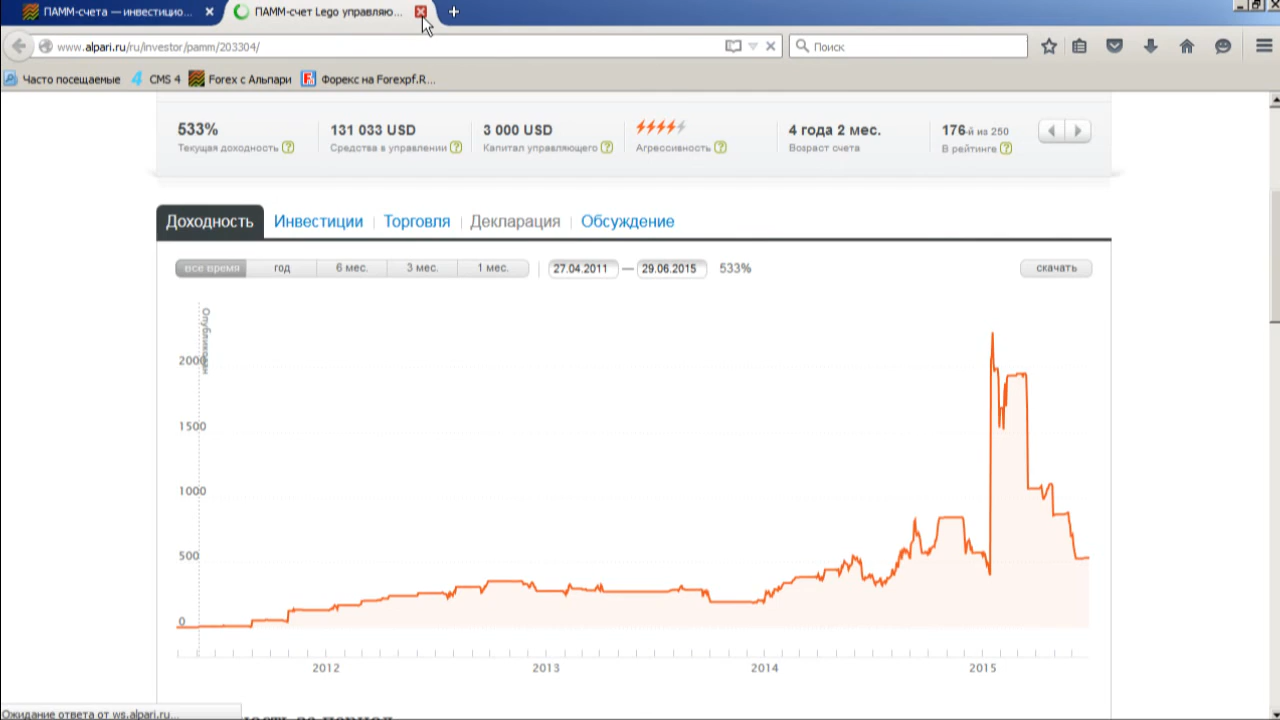 ПАММ-счета — инвестицио...
ПАММ-счет Lego управляю...
www.alpari.ru/ru/investor/pamm/203304/
Поиск
Часто посещаемые
CMS 4
Forex с Альпари
Форекс на Forexpf.R...
533%
Текущая доходность ?
131 033 USD
Средства в управлении ?
3 000 USD
Капитал управляющего ?
Агрессивность ?
4 года 2 мес.
Возраст счета
176-й из 250
В рейтинге ?
Доходность
Инвестиции
Торговля
Декларация
Обсуждение
все время
год
6 мес.
3 мес.
1 мес.
27.04.2011 — 29.06.2015
533%
скачать
Опубликован
2000
1500
1000
500
0
2012
2013
2014
2015
Ожидание ответа от ws.alpari.ru...